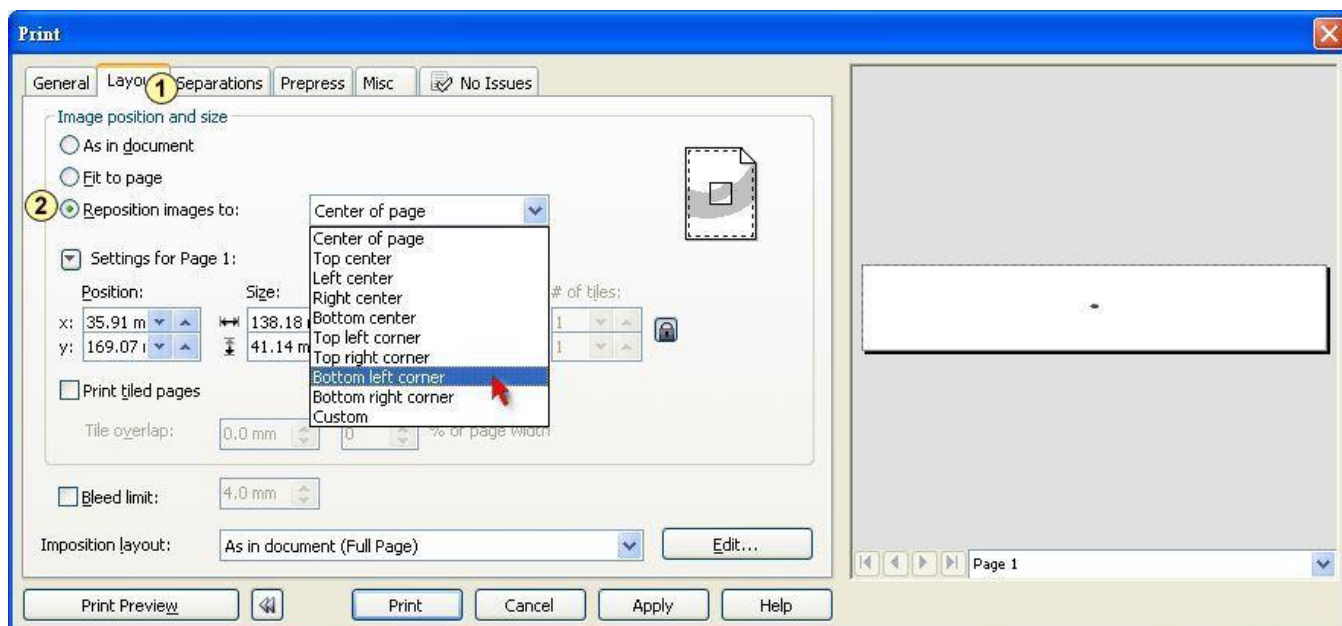 Print
General Layou 1 Separations Prepress Misc No Issues
Image position and size
As in document
Fit to page
2 Reposition images to: Center of page
Center of page
Settings for Page 1: Top center
Left center
Position: Size: Right center # of tiles:
x: 35.91 m 138.18 Bottom center 1
Top left corner
y: 169.07 41.14 m Top right corner 1
Bottom left corner
Print tiled pages Bottom right corner
Custom
Tile overlap: 0.0 mm 0 % of page width
Bleed limit: 4.0 mm
Imposition layout: As in document (Full Page) Edit...
Page 1
Print Preview Print Cancel Apply Help